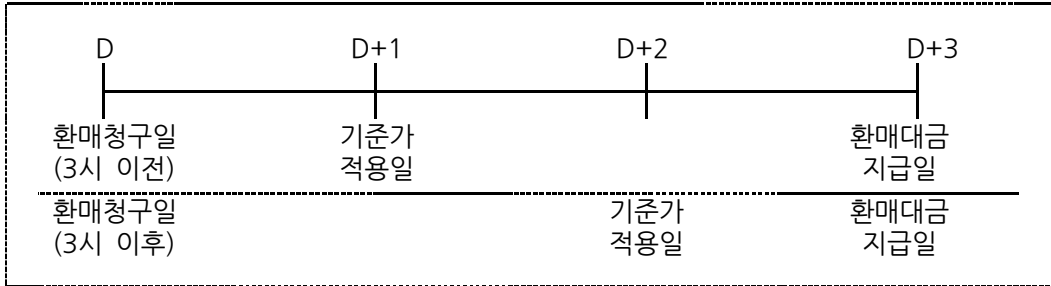 D D+1 D+2 D+3
환매청구일 기준가 환매대금
(3시 이전) 적용일 지급일
환매청구일 기준가 환매대금
(3시 이후) 적용일 지급일